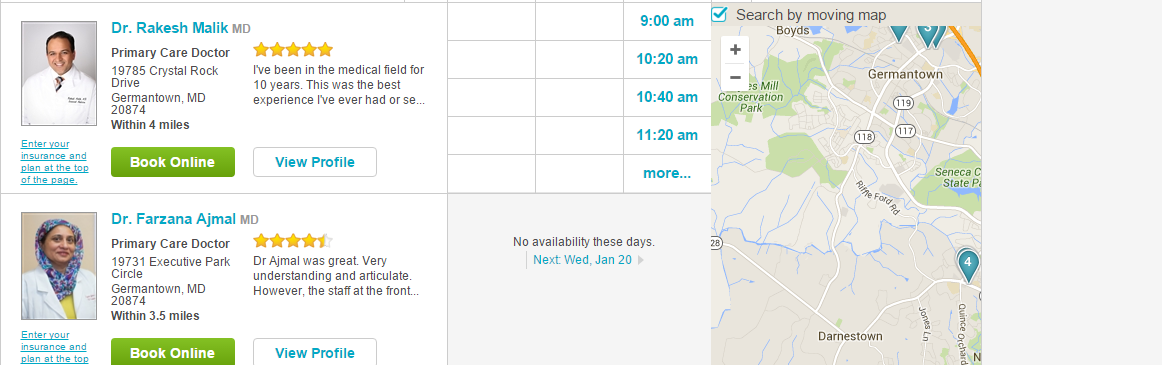 Dr. Rakesh Malik MD
Primary Care Doctor
19785 Crystal Rock
Drive
Germantown, MD
20874
Within 4 miles
I've been in the medical field for
10 years. This was the best
experience I've ever had or se...
Enter your
insurance and
plan at the top
of the page.
Book Online
View Profile
9:00 am
10:20 am
10:40 am
11:20 am
more...
Dr. Farzana Ajmal MD
Primary Care Doctor
19731 Executive Park
Circle
Germantown, MD
20874
Within 3.5 miles
Dr Ajmal was great. Very
understanding and articulate.
However, the staff at the front...
Enter your
insurance and
plan at the top
Book Online
View Profile
No availability these days.
Next: Wed, Jan 20
Search by moving map
Boyds
+
−
3
Germantown
es Mill
Conservation
Park
119
118
117
Seneca C
State Pa
Riffle Ford Rd
28
4
Darnestown
Jones Ln
Quince Orchard
N